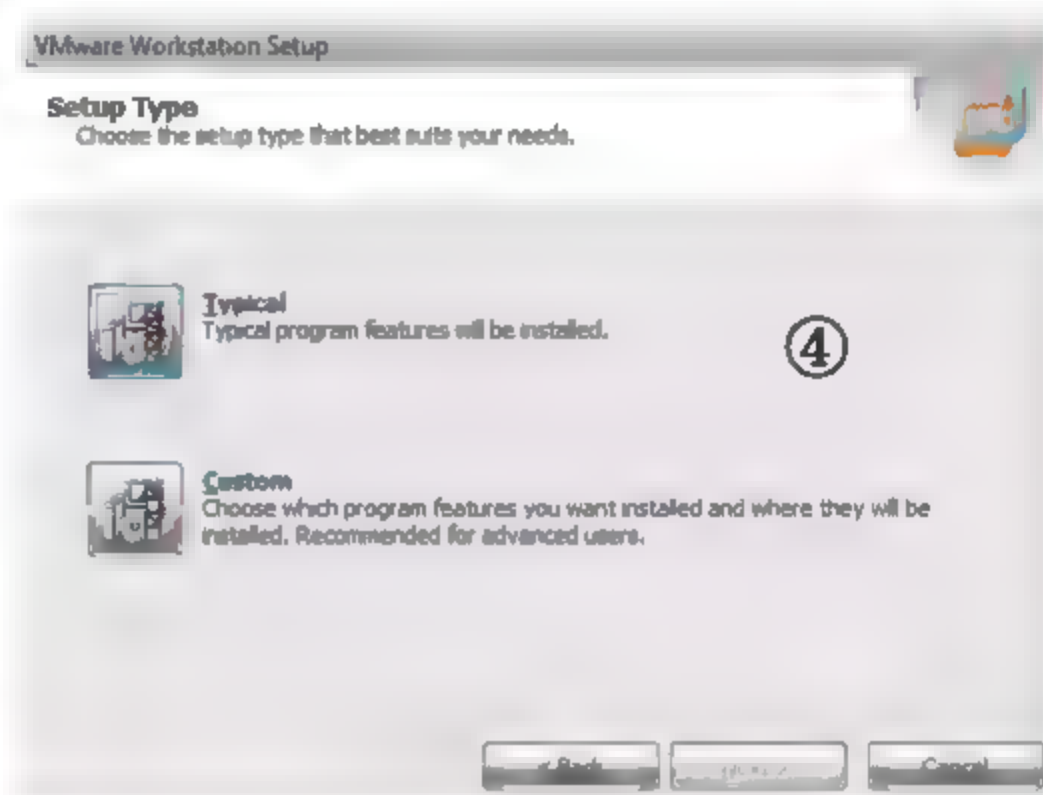 VMware Workstation Setup
Setup Type
Choose the setup type that best suits your needs.
Typical
Typical program features will be installed.
④
Custom
Choose which program features you want installed and where they will be
installed. Recommended for advanced users.
< Back
Cancel